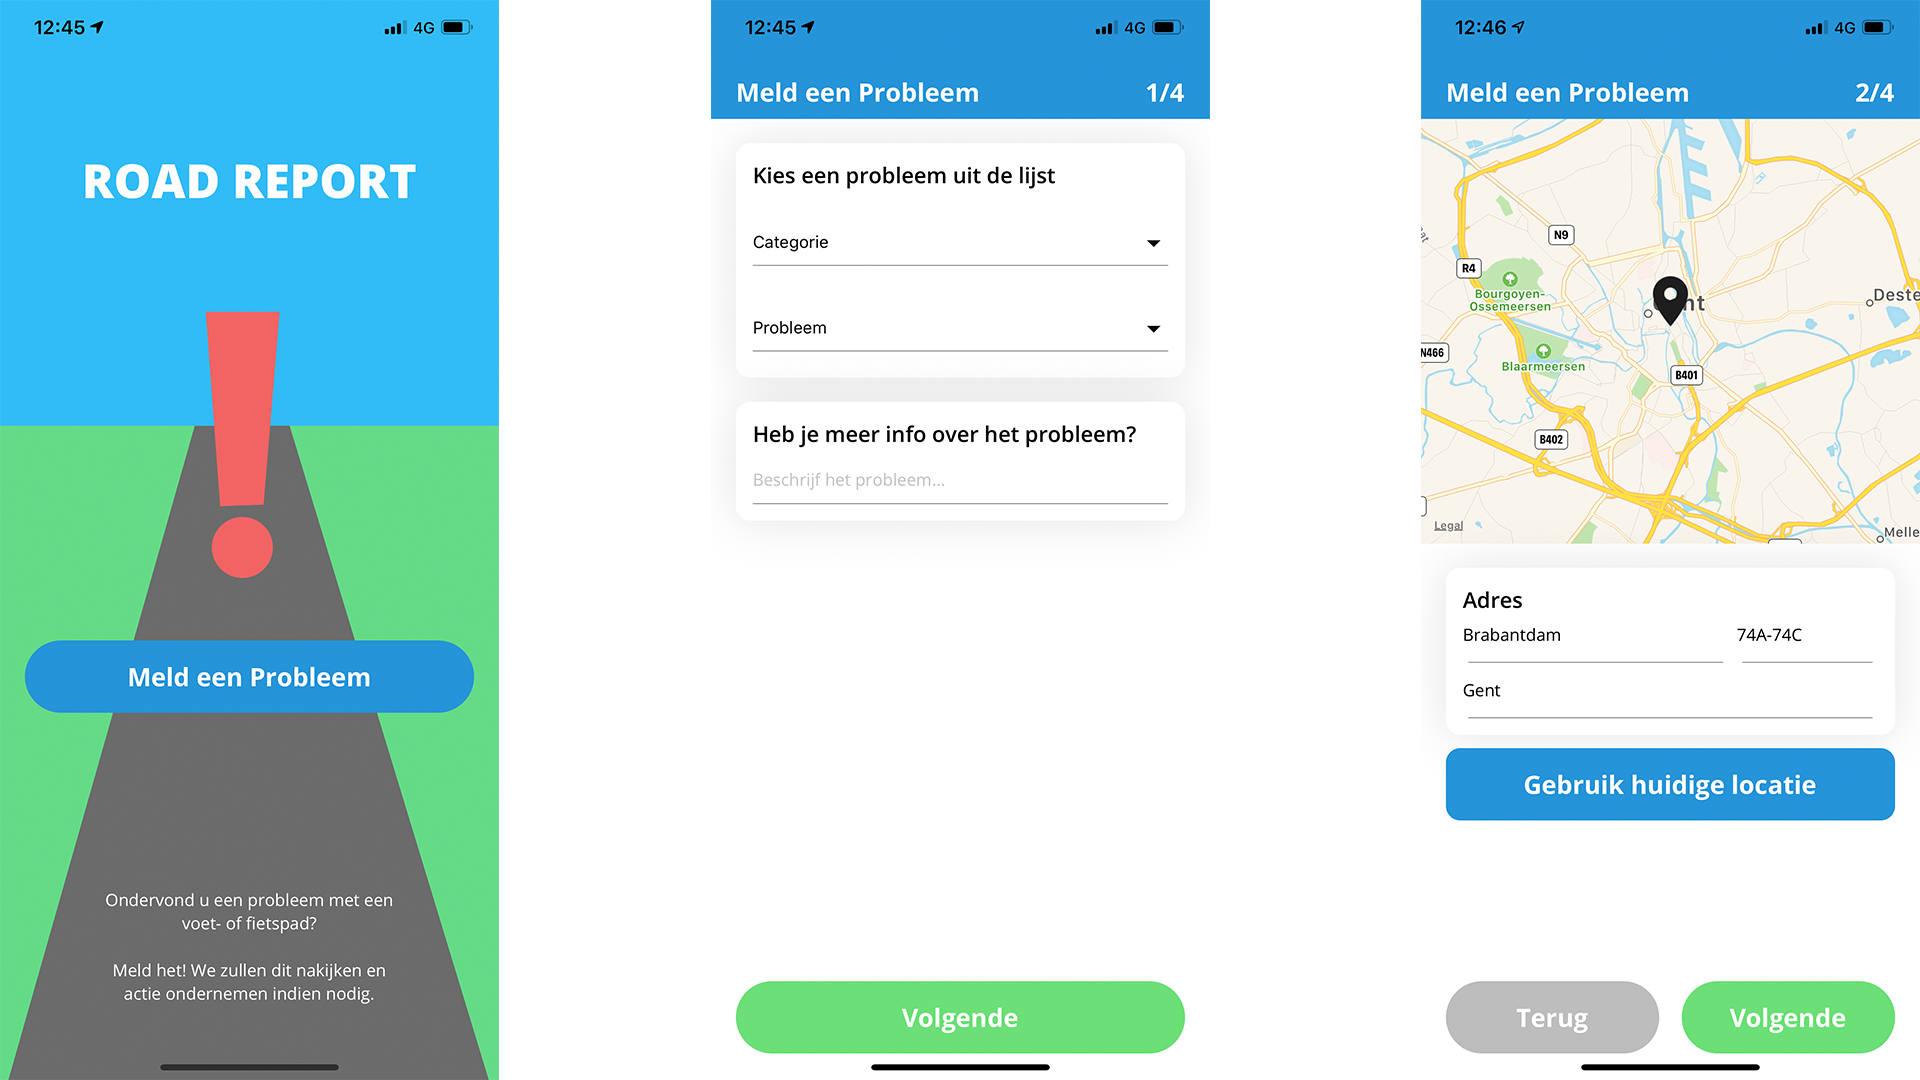 12:45
4G
ROAD REPORT
Meld een Probleem
Ondervond u een probleem met een
voet- of fietspad?
Meld het! We zullen dit nakijken en
actie ondernemen indien nodig.
12:45
4G
Meld een Probleem 1/4
Kies een probleem uit de lijst
Categorie
Probleem
Heb je meer info over het probleem?
Beschrijf het probleem...
Volgende
12:46
4G
Meld een Probleem 2/4
N9
R4
Bourgoyen-
Ossemeersen
Deste
N466
Blaarmeersen
B401
B402
Legal
Melle
Adres
Brabantdam 74A-74C
Gent
Gebruik huidige locatie
Terug Volgende